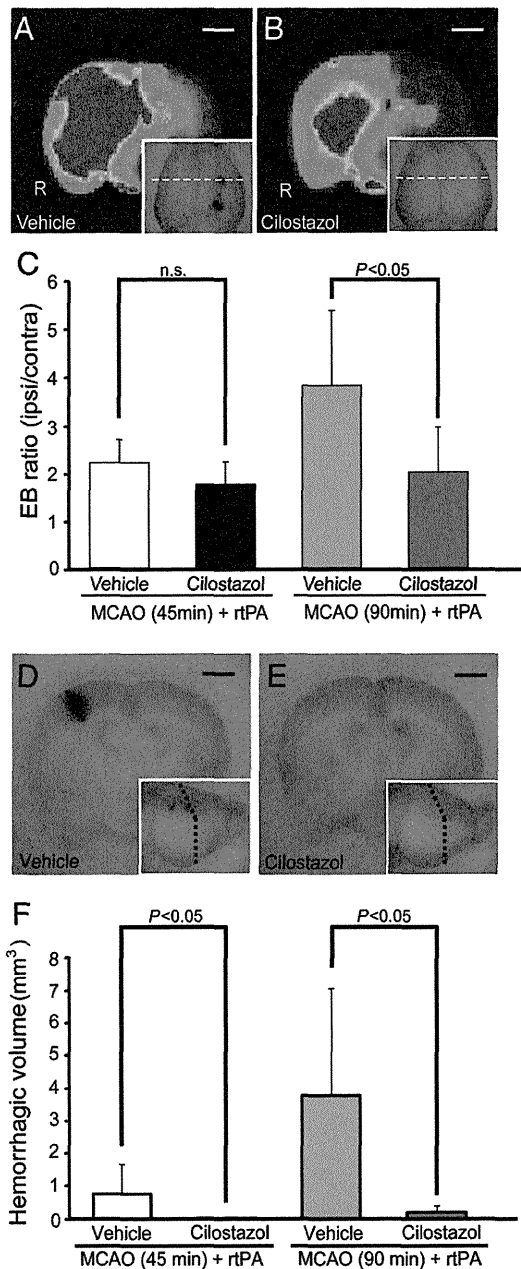 A
B
R
R
Vehicle
Cilostazol
C
n.s.
P<0.05
6
5
4
3
2
1
0
EB ratio (ipsi/contra)
Vehicle
Cilostazol
Vehicle
Cilostazol
MCAO (45min) + rtPA
MCAO (90min) + rtPA
D
E
Vehicle
Cilostazol
F
P<0.05
P<0.05
8
7
6
5
4
3
2
1
0
Hemorrhagic volume (mm³)
Vehicle
Cilostazol
Vehicle
Cilostazol
MCAO (45 min) + rtPA
MCAO (90 min) + rtPA